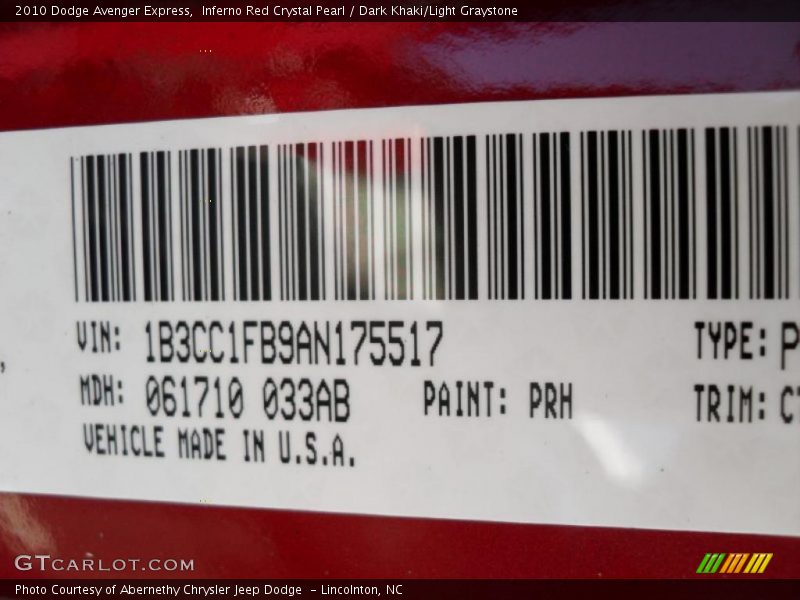 2010 Dodge Avenger Express,  Inferno Red Crystal Pearl / Dark Khaki/Light Graystone
VIN: 1B3CC1FB9AN175517 TYPE: P
MDH: 061710 033AB PAINT: PRH TRIM: C
VEHICLE MADE IN U.S.A.
GTCARLOT.COM
Photo Courtesy of Abernethy Chrysler Jeep Dodge  – Lincolnton, NC